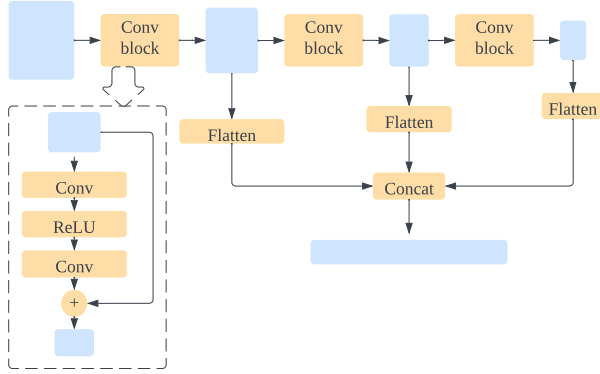 Conv
block
Conv
block
Conv
block
Flatten
Flatten
Flatten
Concat
Conv
ReLU
Conv
+